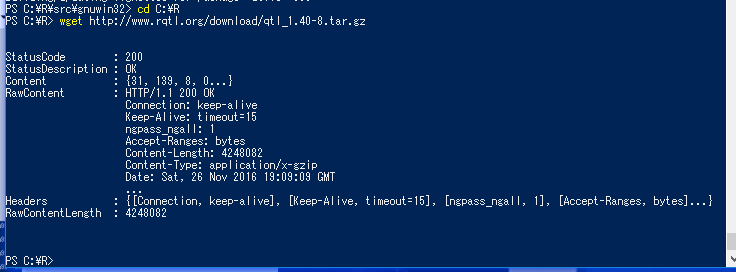 PS C:¥R¥src¥gnuwin32> cd C:¥R
PS C:¥R> wget http://www.rqtl.org/download/qtl_1.40-8.tar.gz
StatusCode : 200
StatusDescription : OK
Content : {31, 139, 8, 0...}
RawContent : HTTP/1.1 200 OK
Connection: keep-alive
Keep-Alive: timeout=15
ngpass_ngall: 1
Accept-Ranges: bytes
Content-Length: 4248082
Content-Type: application/x-gzip
Date: Sat, 26 Nov 2016 19:09:09 GMT
...
Headers : {[Connection, keep-alive], [Keep-Alive, timeout=15], [ngpass_ngall, 1], [Accept-Ranges, bytes]...}
RawContentLength : 4248082
PS C:¥R>